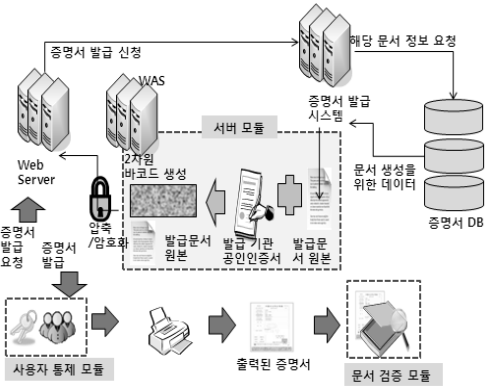 증명서 발급 신청
해당 문서 정보 요청
WAS
증명서 발급
시스템
서버 모듈
2차원
바코드 생성
Web
Server
문서 생성을
위한 데이터
증명서 DB
압축
/암호화
발급문서
원본
발급 기관
공인인증서
발급문
서 원본
증명서
발급
요청
증명서
발급
사용자 통제 모듈
출력된 증명서
문서 검증 모듈